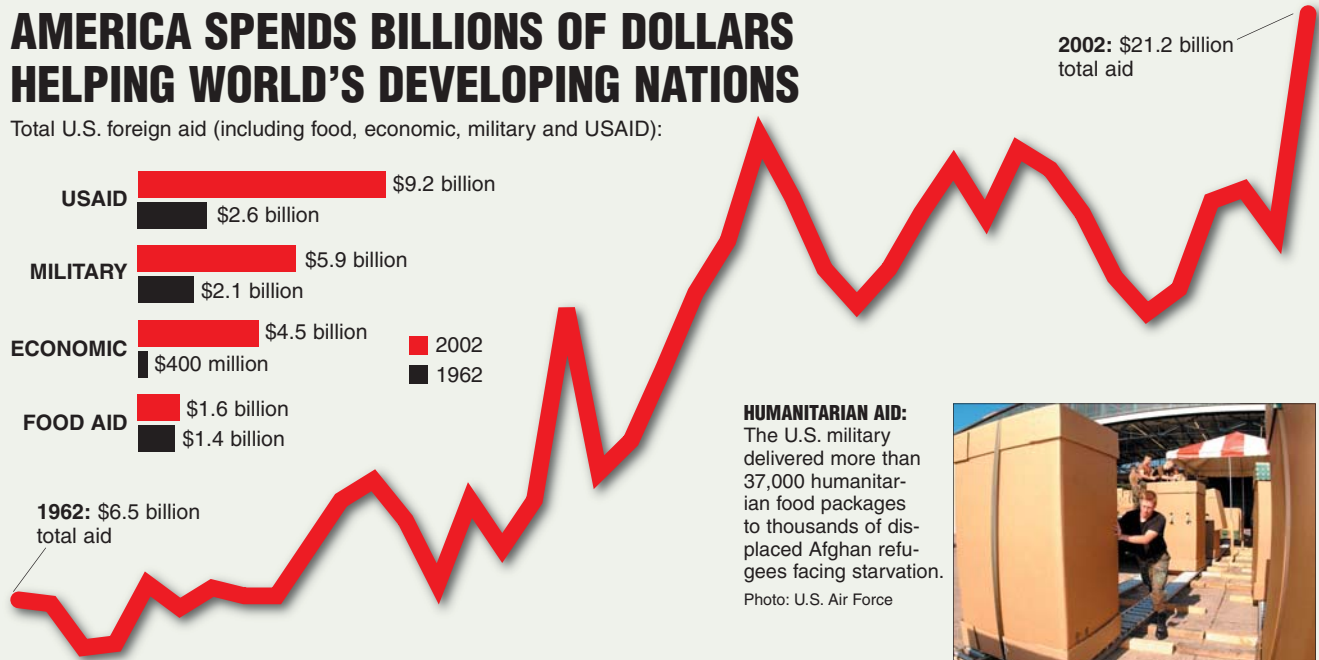 AMERICA SPENDS BILLIONS OF DOLLARS
HELPING WORLD'S DEVELOPING NATIONS
Total U.S. foreign aid (including food, economic, military and USAID):
USAID
$9.2 billion
$2.6 billion
MILITARY
$5.9 billion
$2.1 billion
ECONOMIC
$4.5 billion
$400 million
FOOD AID
$1.6 billion
$1.4 billion
2002
1962
1962: $6.5 billion
total aid
2002: $21.2 billion
total aid
HUMANITARIAN AID:
The U.S. military
delivered more than
37,000 humanitar-
ian food packages
to thousands of dis-
placed Afghan refu-
gees facing starvation.
Photo: U.S. Air Force